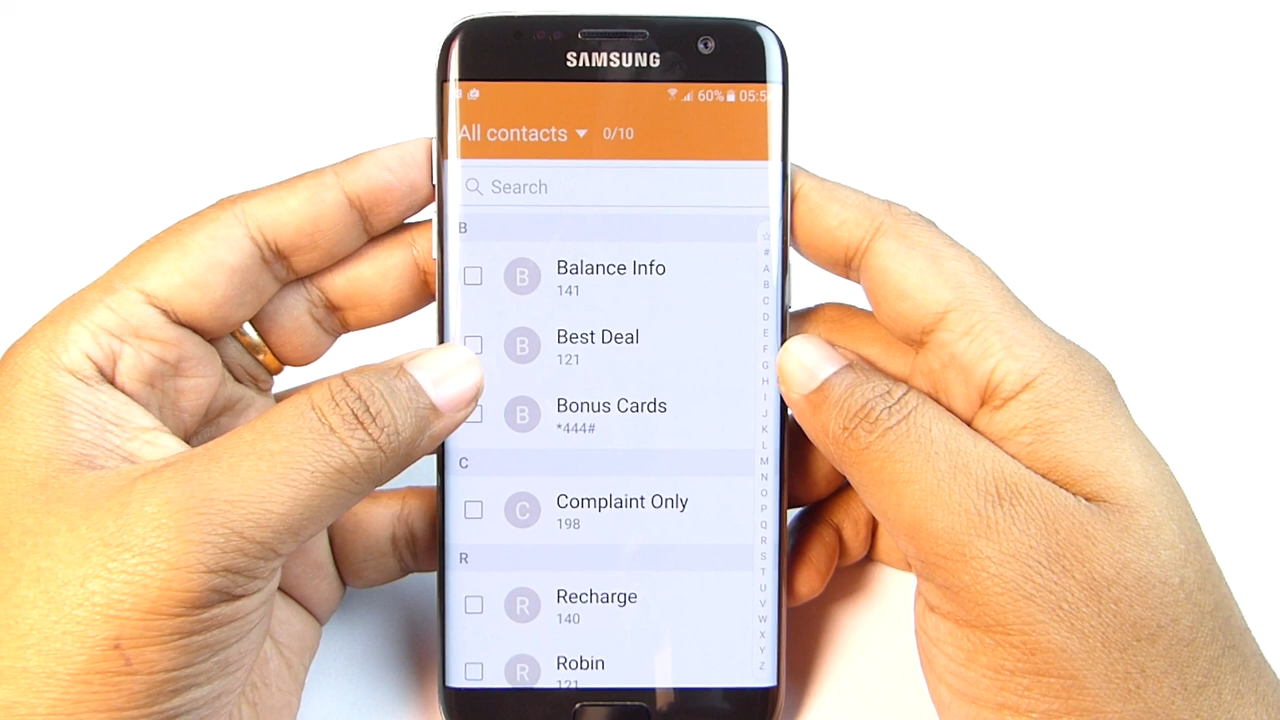 SAMSUNG
60% 05:5
All contacts 0/10
Search
B
B Balance Info
141
B Best Deal
121
B Bonus Cards
*444#
C
C Complaint Only
198
R
R Recharge
140
R Robin
121
#
A
B
C
D
E
F
G
H
I
J
K
L
M
N
O
P
Q
R
S
T
U
V
W
X
Y
Z